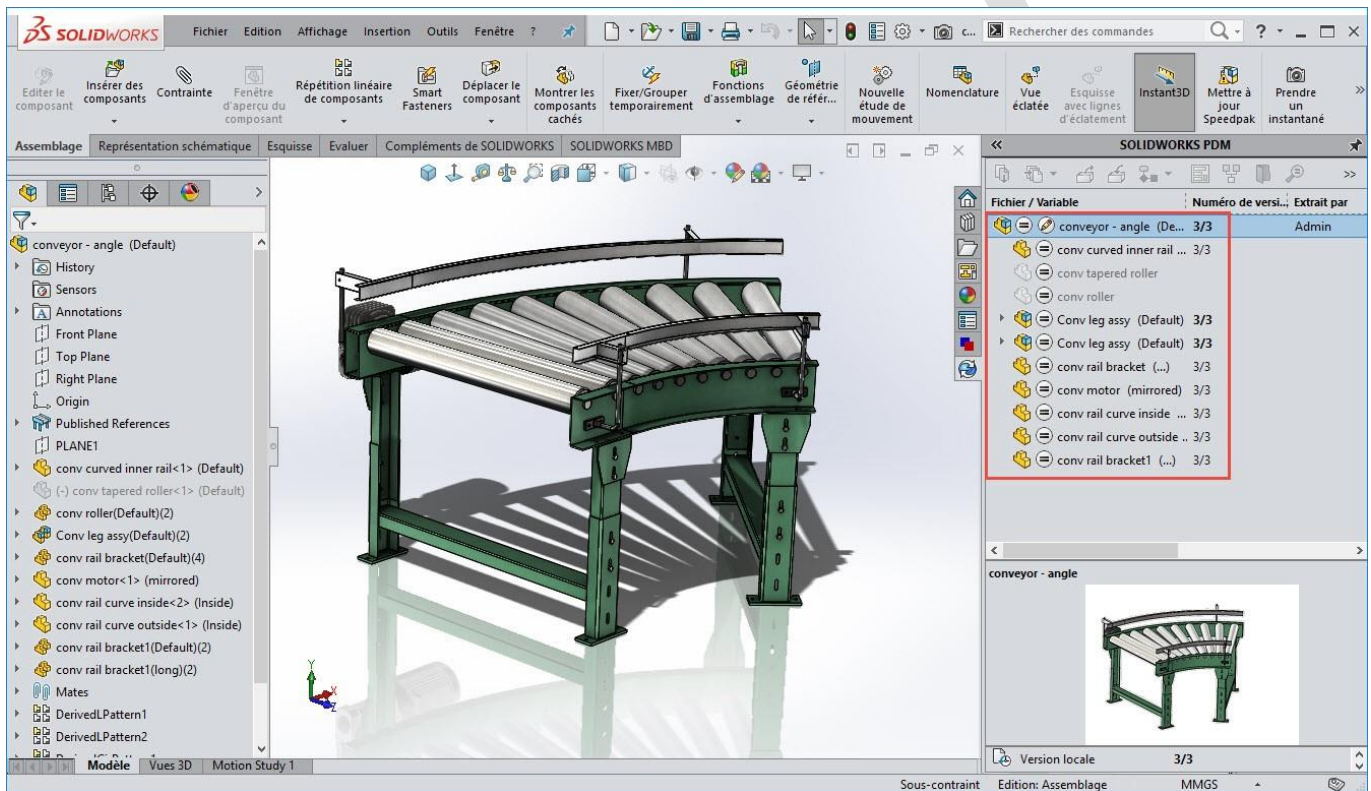 SOLIDWORKS Fichier Edition Affichage Insertion Outils Fenêtre ? c... Rechercher des commandes ?
Editer le composant
Insérer des composants
Contrainte
Fenêtre d'aperçu du composant
Répétition linéaire de composants
Smart Fasteners
Déplacer le composant
Montrer les composants cachés
Fixer/Grouper temporairement
Fonctions d'assemblage
Géométrie de référ...
Nouvelle étude de mouvement
Nomenclature
Vue éclatée
Esquisse avec lignes d'éclatement
Instant3D
Mettre à jour Speedpak
Prendre un instantané
Assemblage Représentation schématique Esquisse Evaluer Compléments de SOLIDWORKS SOLIDWORKS MBD
conveyor - angle (Default)
History
Sensors
Annotations
Front Plane
Top Plane
Right Plane
Origin
Published References
PLANE1
conv curved inner rail<1> (Default)
(-) conv tapered roller<1> (Default)
conv roller(Default)(2)
Conv leg assy(Default)(2)
conv rail bracket(Default)(4)
conv motor<1> (mirrored)
conv rail curve inside<2> (Inside)
conv rail curve outside<1> (Inside)
conv rail bracket1(Default)(2)
conv rail bracket1(long)(2)
Mates
DerivedLPattern1
DerivedLPattern2
Y
X
Z
SOLIDWORKS PDM
Fichier / Variable Numéro de versi... Extrait par
conveyor - angle (De... 3/3 Admin
conv curved inner rail ... 3/3
conv tapered roller
conv roller
Conv leg assy (Default) 3/3
Conv leg assy (Default) 3/3
conv rail bracket (...) 3/3
conv motor (mirrored) 3/3
conv rail curve inside ... 3/3
conv rail curve outside .. 3/3
conv rail bracket1 (...) 3/3
conveyor - angle
Version locale 3/3
Modèle Vues 3D Motion Study 1
Sous-contraint Edition: Assemblage MMGS